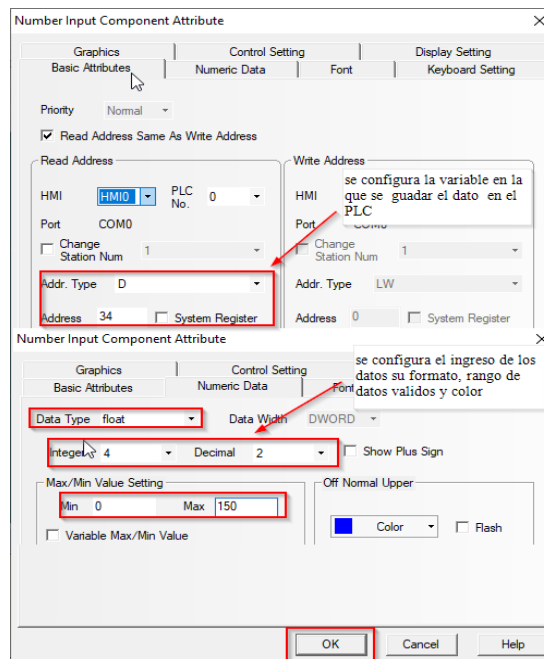 Number Input Component Attribute
Graphics Control Setting Display Setting
Basic Attributes Numeric Data Font Keyboard Setting
Priority Normal
Read Address Same As Write Address
Read Address Write Address
HMI HMI0 PLC No. 0 HMI
se configura la variable en la
que se guadar el dato en el
PLC
Port COM0 COM0
Change Station Num 1 Change Station Num 1
Addr. Type D Addr. Type LW
Address 34 System Register Address 0 System Register
Number Input Component Attribute
Graphics Control Setting
Basic Attributes Numeric Data Font
se configura el ingreso de los
datos su formato, rango de
datos validos y color
Data Type float Data Width DWORD
Integer 4 Decimal 2 Show Plus Sign
Max/Min Value Setting Off Normal Upper
Min 0 Max 150
Color Flash
Variable Max/Min Value
OK Cancel Help